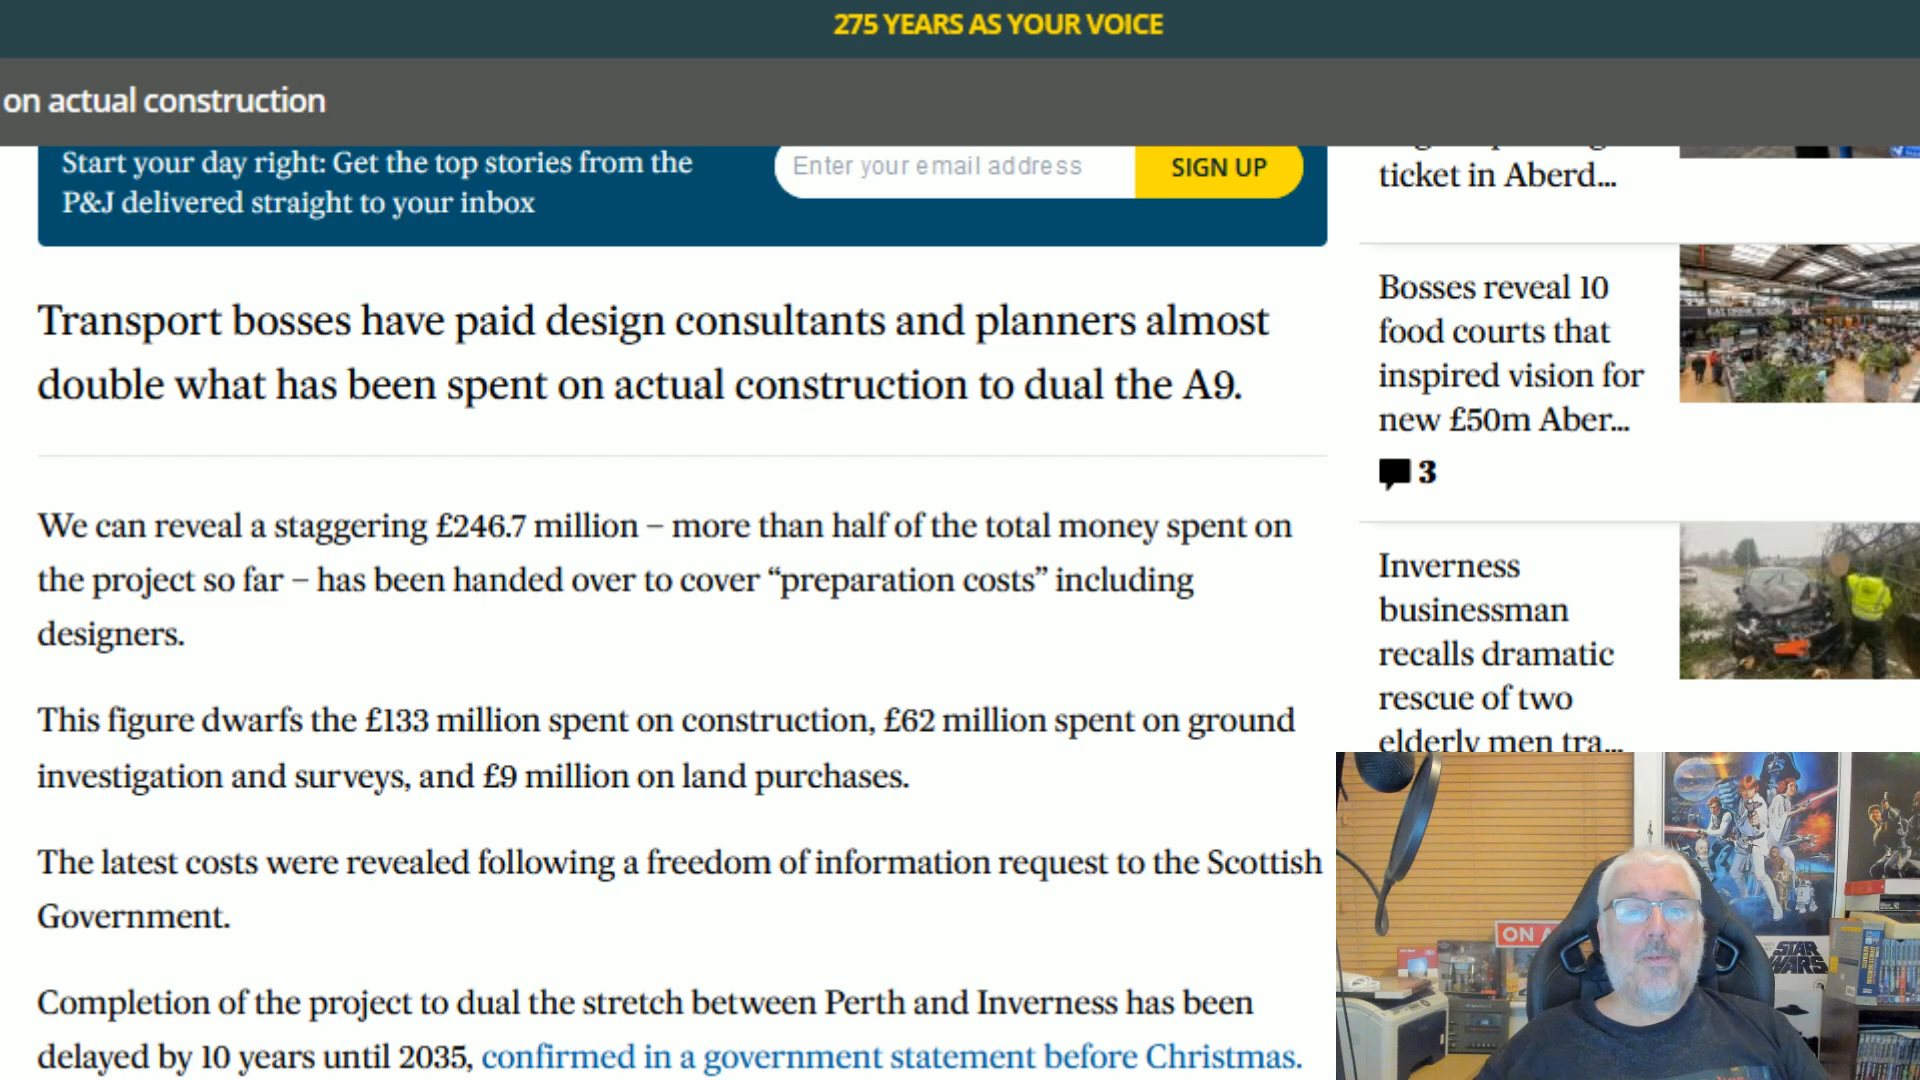 275 YEARS AS YOUR VOICE
on actual construction
Start your day right: Get the top stories from the
P&J delivered straight to your inbox
Enter your email address
SIGN UP
Transport bosses have paid design consultants and planners almost
double what has been spent on actual construction to dual the A9.
We can reveal a staggering £246.7 million – more than half of the total money spent on
the project so far – has been handed over to cover “preparation costs” including
designers.
This figure dwarfs the £133 million spent on construction, £62 million spent on ground
investigation and surveys, and £9 million on land purchases.
The latest costs were revealed following a freedom of information request to the Scottish
Government.
Completion of the project to dual the stretch between Perth and Inverness has been
delayed by 10 years until 2035, confirmed in a government statement before Christmas.
ticket in Aberd...
Bosses reveal 10
food courts that
inspired vision for
new £50m Aber...
3
Inverness
businessman
recalls dramatic
rescue of two
elderly men tra...
ON A
STAR
WARS